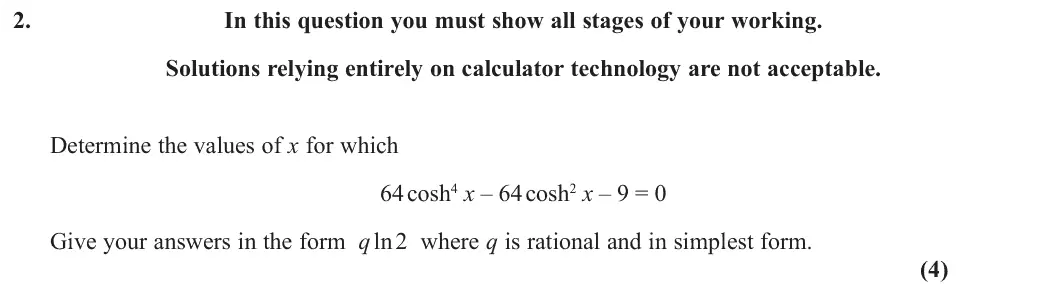 2. In this question you must show all stages of your working.
Solutions relying entirely on calculator technology are not acceptable.
Determine the values of x for which
64 cosh⁴ x – 64 cosh² x – 9 = 0
Give your answers in the form q ln 2 where q is rational and in simplest form.
(4)